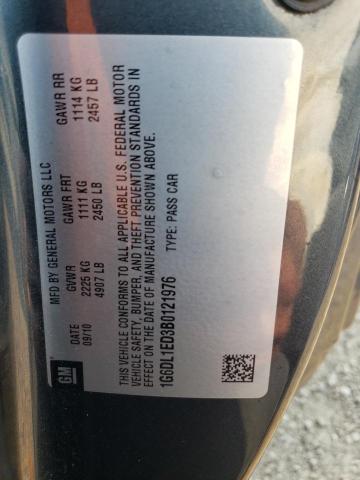 MFD BY GENERAL MOTORS LLC
DATE GVWR GAWR FRT GAWR RR
09/10 2225 KG 1111 KG 1114 KG
4907 LB 2450 LB 2457 LB
GM
THIS VEHICLE CONFORMS TO ALL APPLICABLE U.S. FEDERAL MOTOR
VEHICLE SAFETY, BUMPER, AND THEFT PREVENTION STANDARDS IN
EFFECT ON THE DATE OF MANUFACTURE SHOWN ABOVE.
1G6DL1ED3B0121976 TYPE: PASS CAR